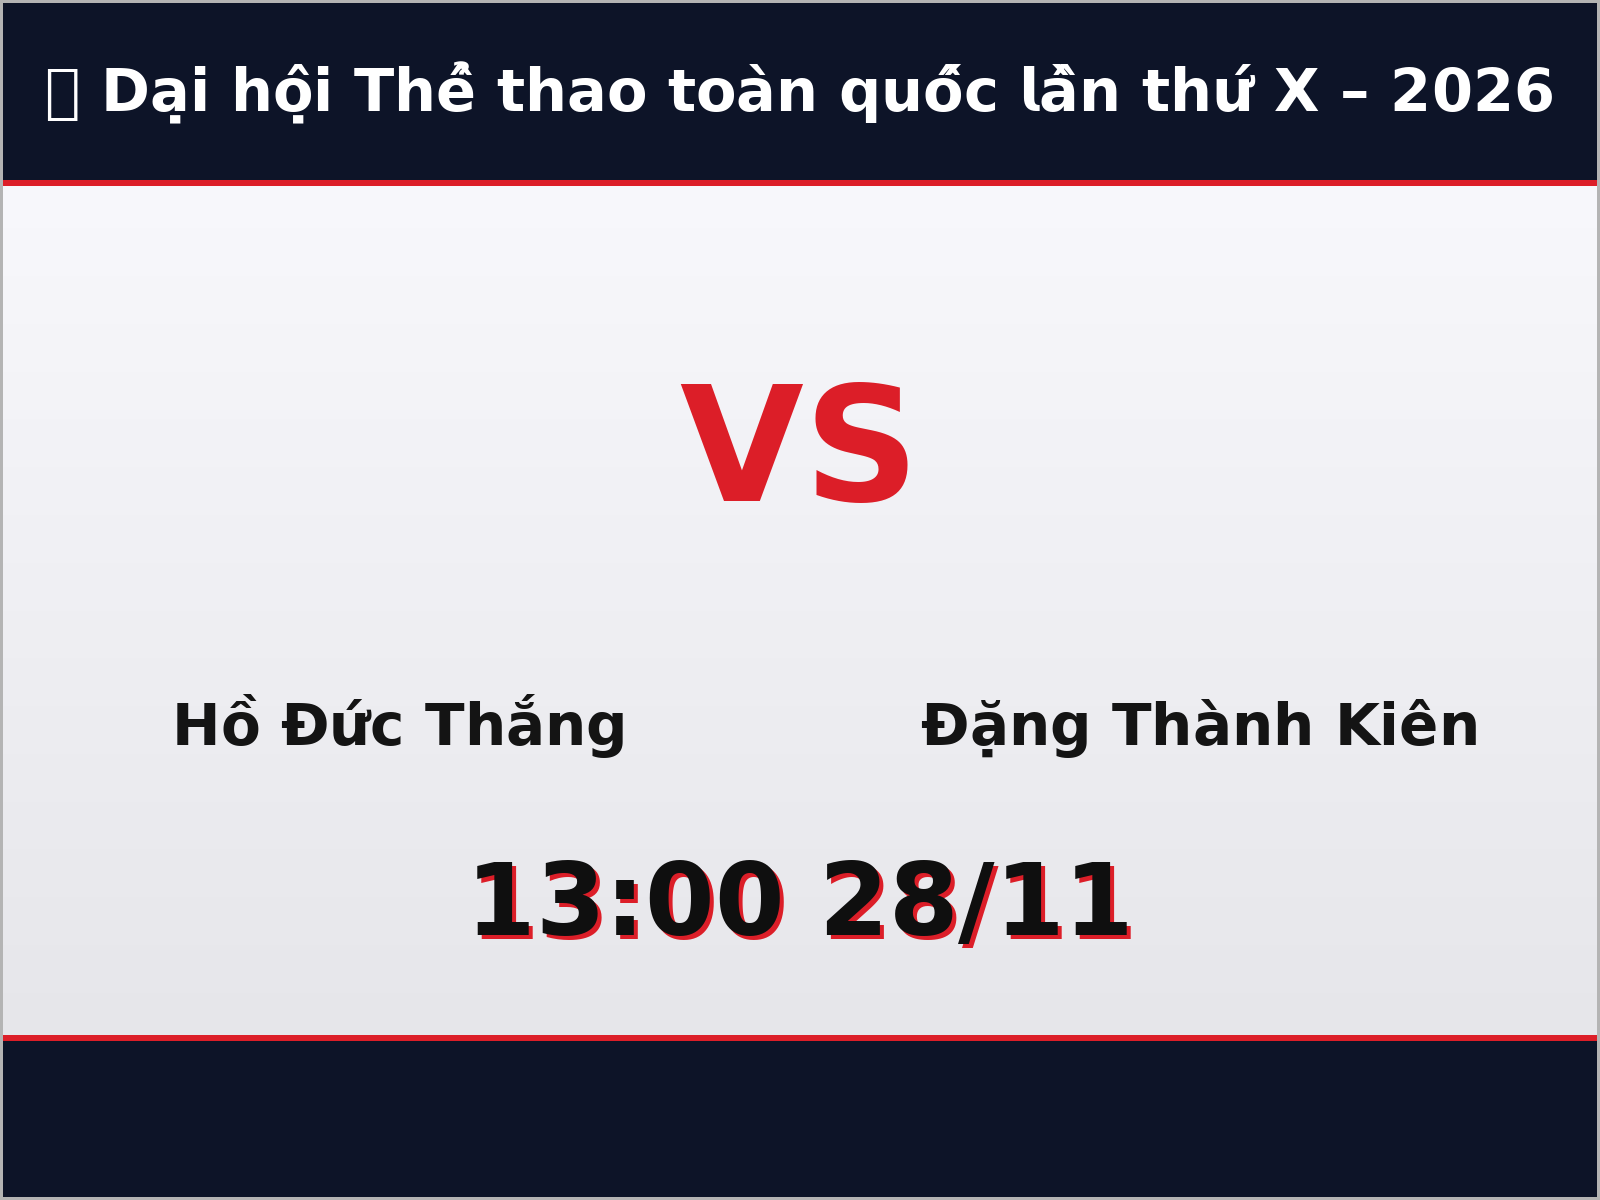 Dại hội Thể thao toàn quốc lần thứ X – 2026
VS
Hồ Đức Thắng
Đặng Thành Kiên
13:00 28/11